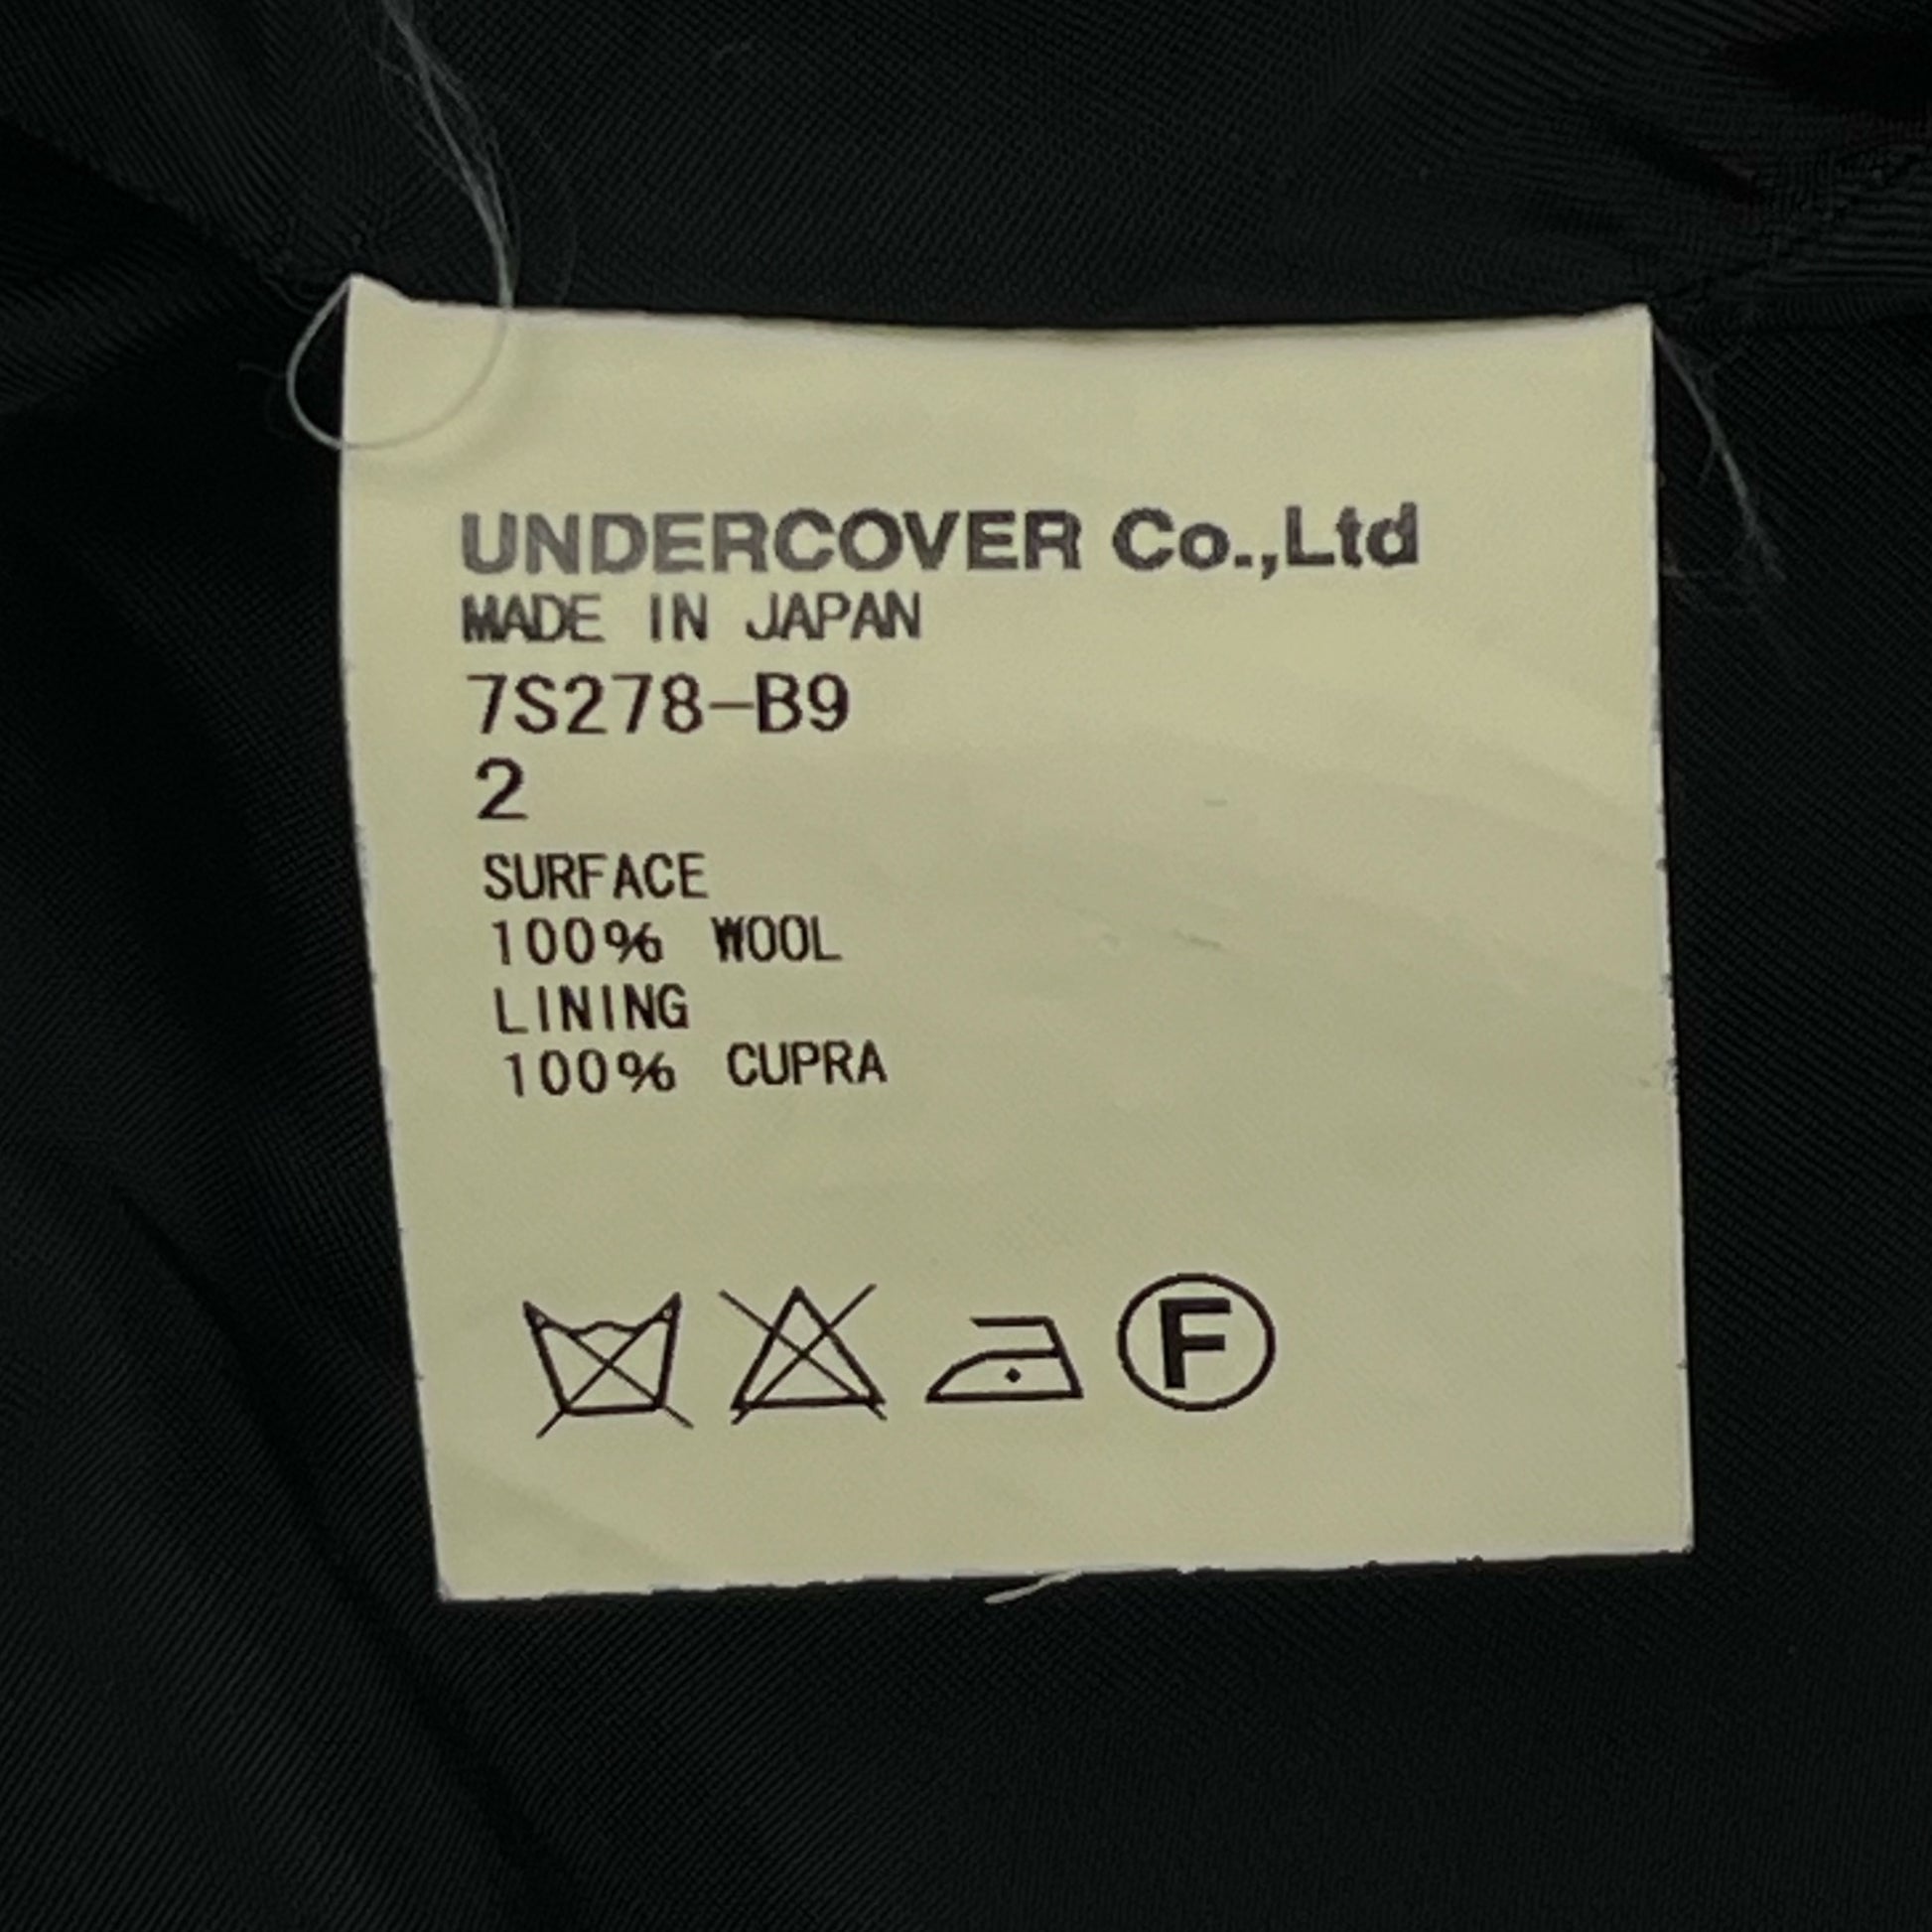 UNDERCOVER Co.,Ltd
MADE IN JAPAN
7S278-B9
2
SURFACE
100% WOOL
LINING
100% CUPRA
F